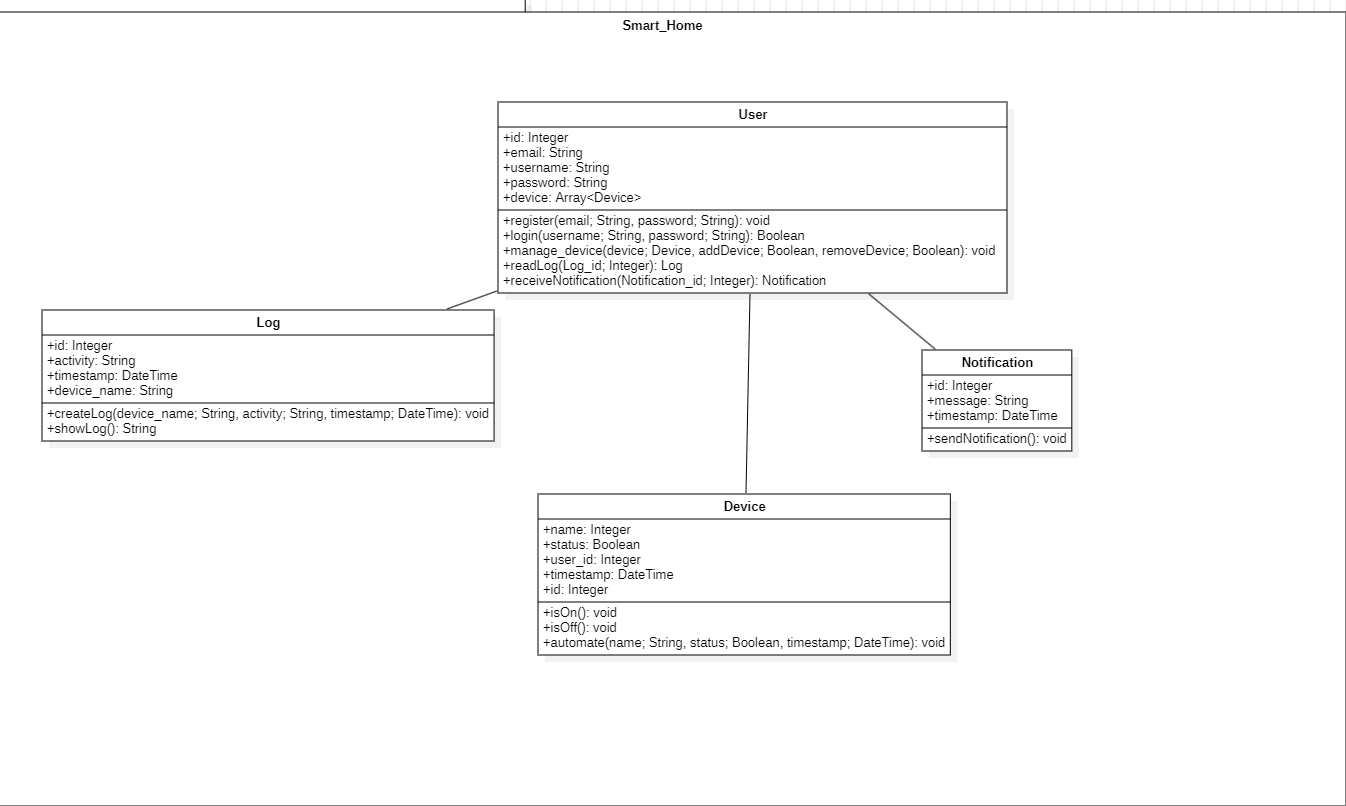 Smart_Home
User
+id: Integer
+email: String
+username: String
+password: String
+device: Array<Device>
+register(email; String, password; String): void
+login(username; String, password; String): Boolean
+manage_device(device; Device, addDevice; Boolean, removeDevice; Boolean): void
+readLog(Log_id; Integer): Log
+receiveNotification(Notification_id; Integer): Notification
Log
+id: Integer
+activity: String
+timestamp: DateTime
+device_name: String
+createLog(device_name; String, activity; String, timestamp; DateTime): void
+showLog(): String
Notification
+id: Integer
+message: String
+timestamp: DateTime
+sendNotification(): void
Device
+name: Integer
+status: Boolean
+user_id: Integer
+timestamp: DateTime
+id: Integer
+isOn(): void
+isOff(): void
+automate(name; String, status; Boolean, timestamp; DateTime): void